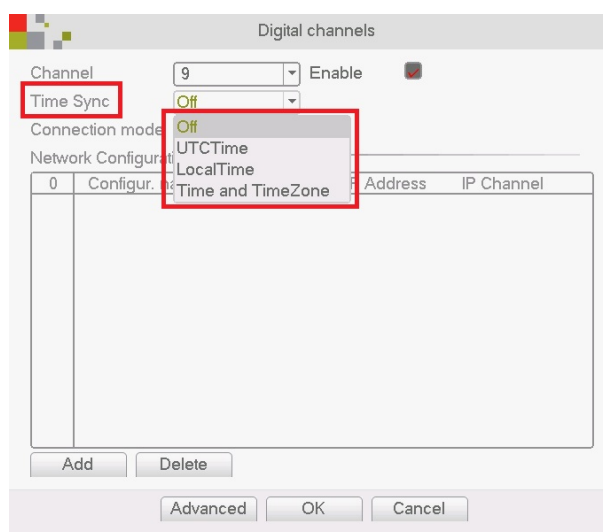 Digital channels
Channel 9 Enable
Time Sync Off
Connection mode Off
UTCTime
Network Configurati
LocalTime
0 Configur. Time and TimeZone Address IP Channel
Add Delete
Advanced OK Cancel